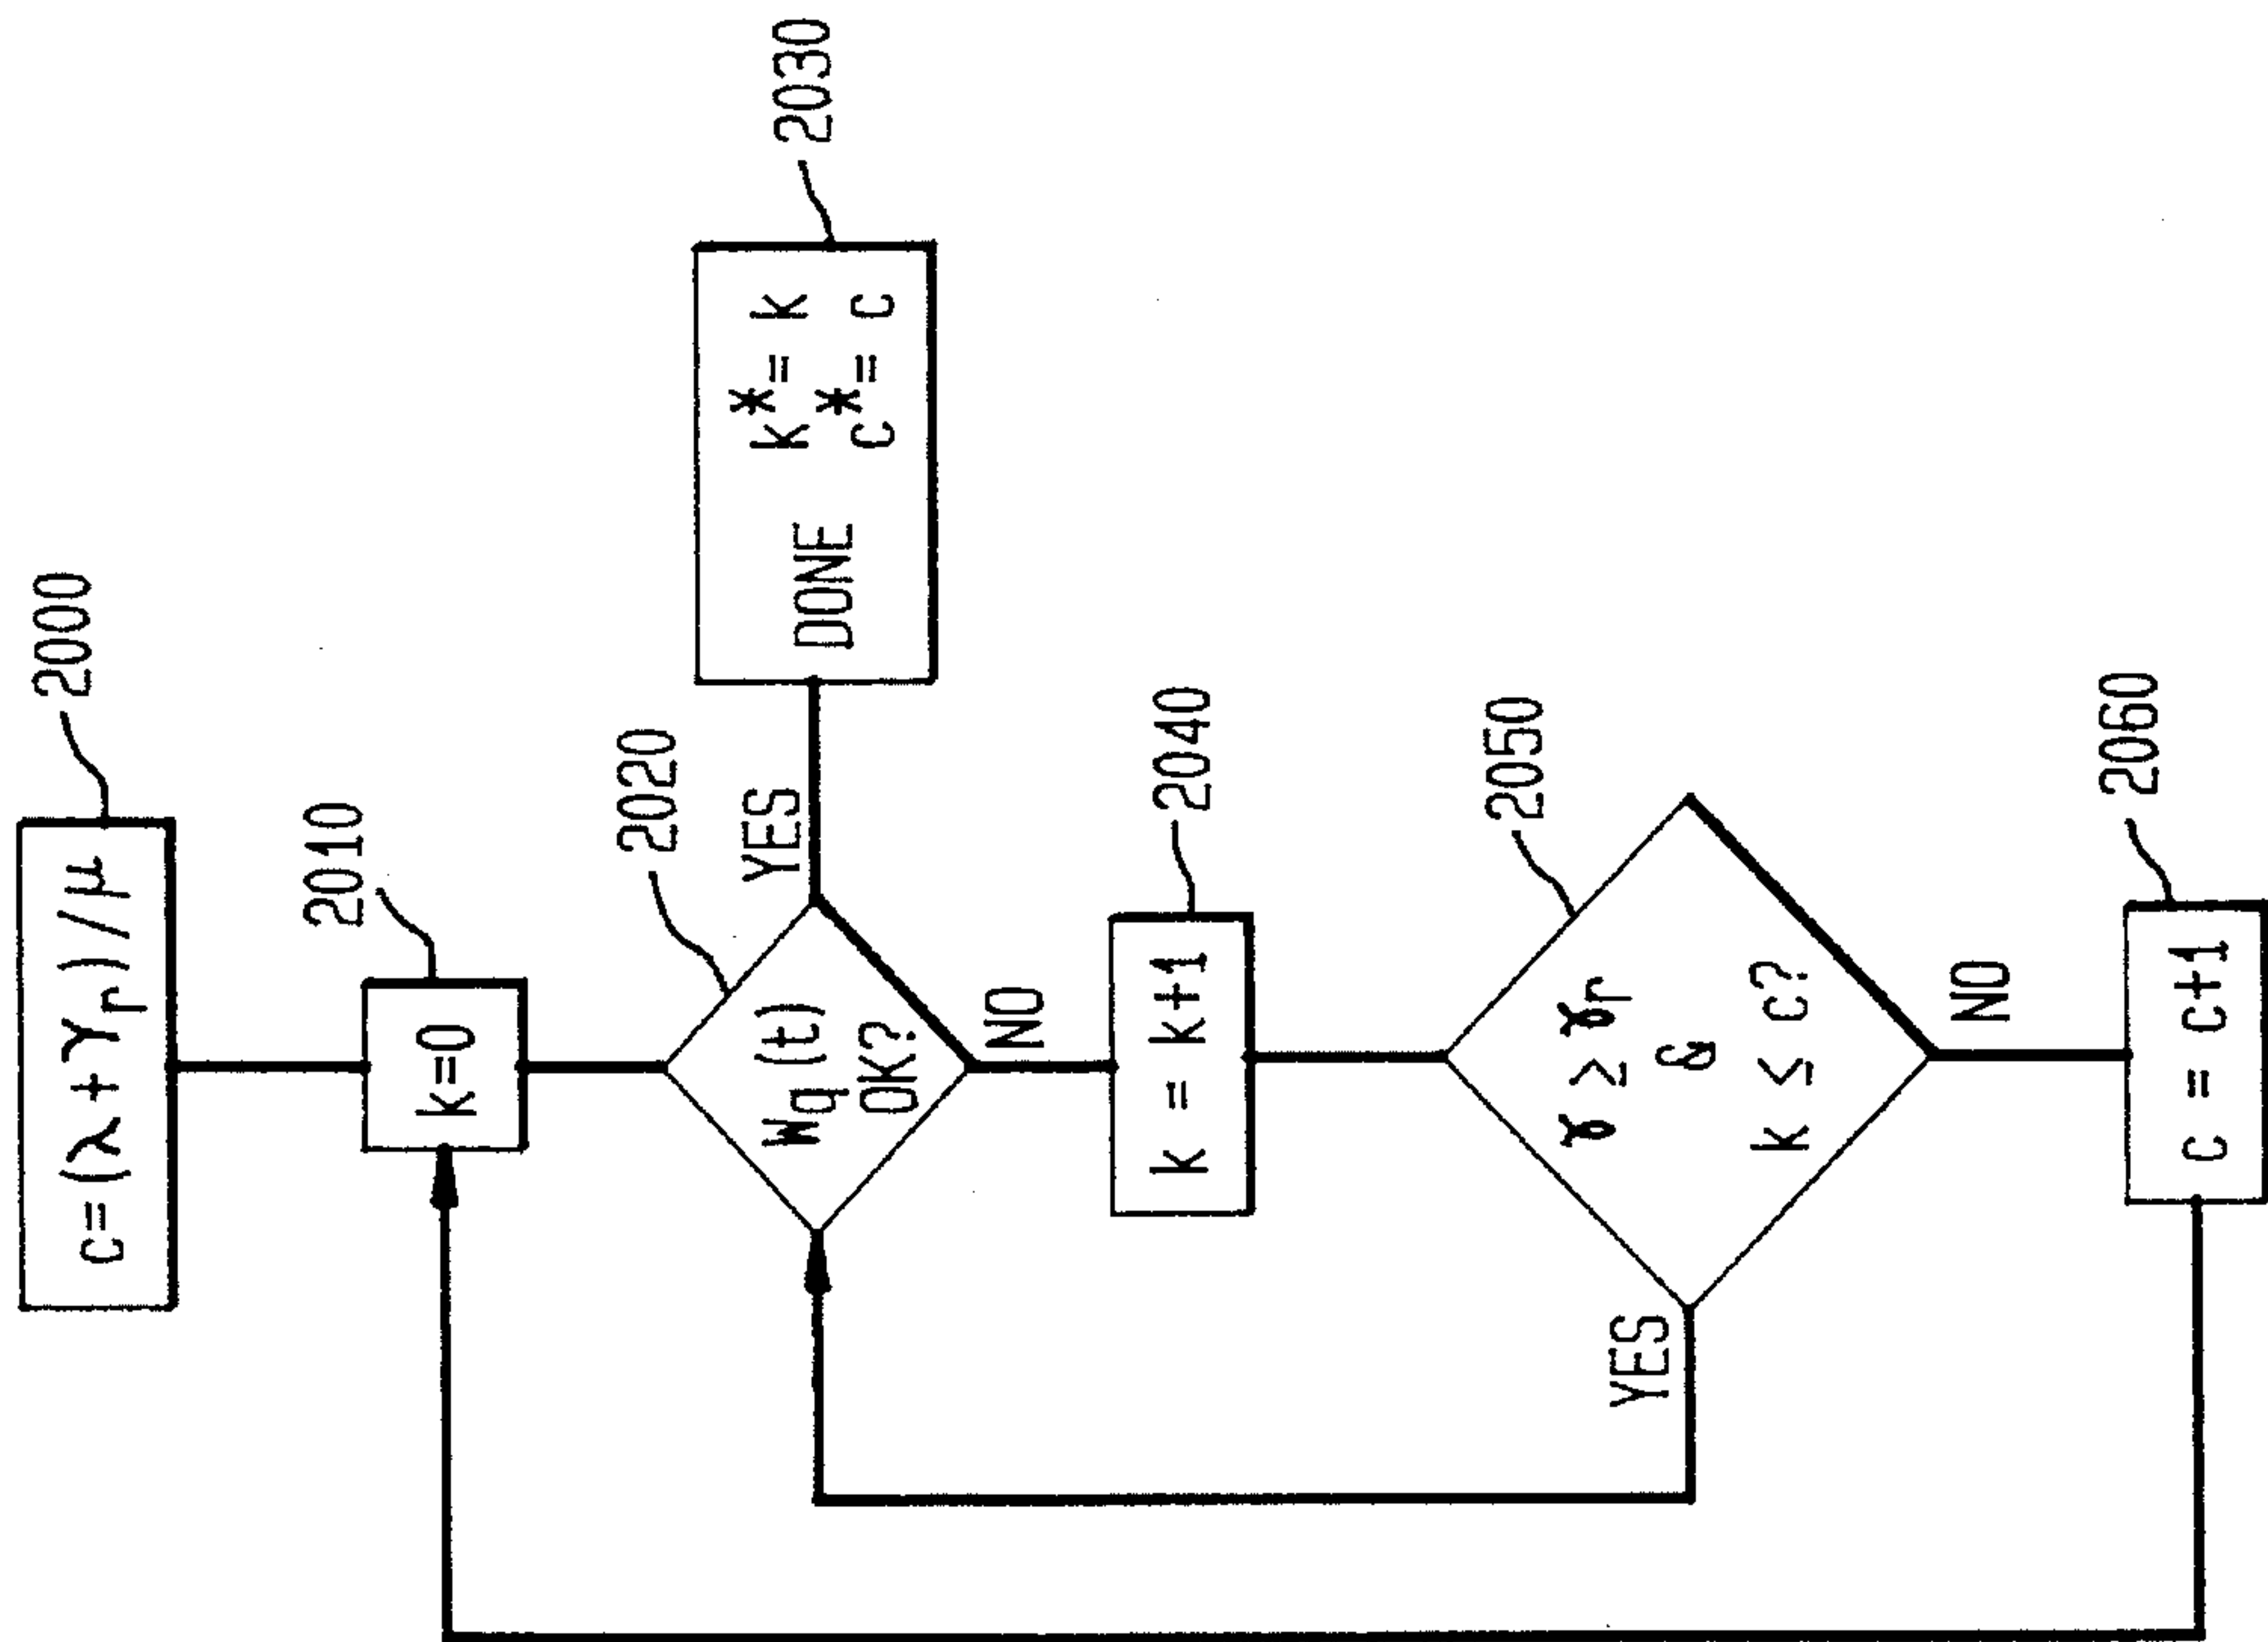 2000
c=(λ+γr)//μ
2010
k=0
2020
Wq(t)
OK?
YES
2030
DONE
k*= k
c*= c
NO
2040
k = k+1
2050
γ ≥ γr
&
k ≤ c?
YES
NO
2060
c = c+1